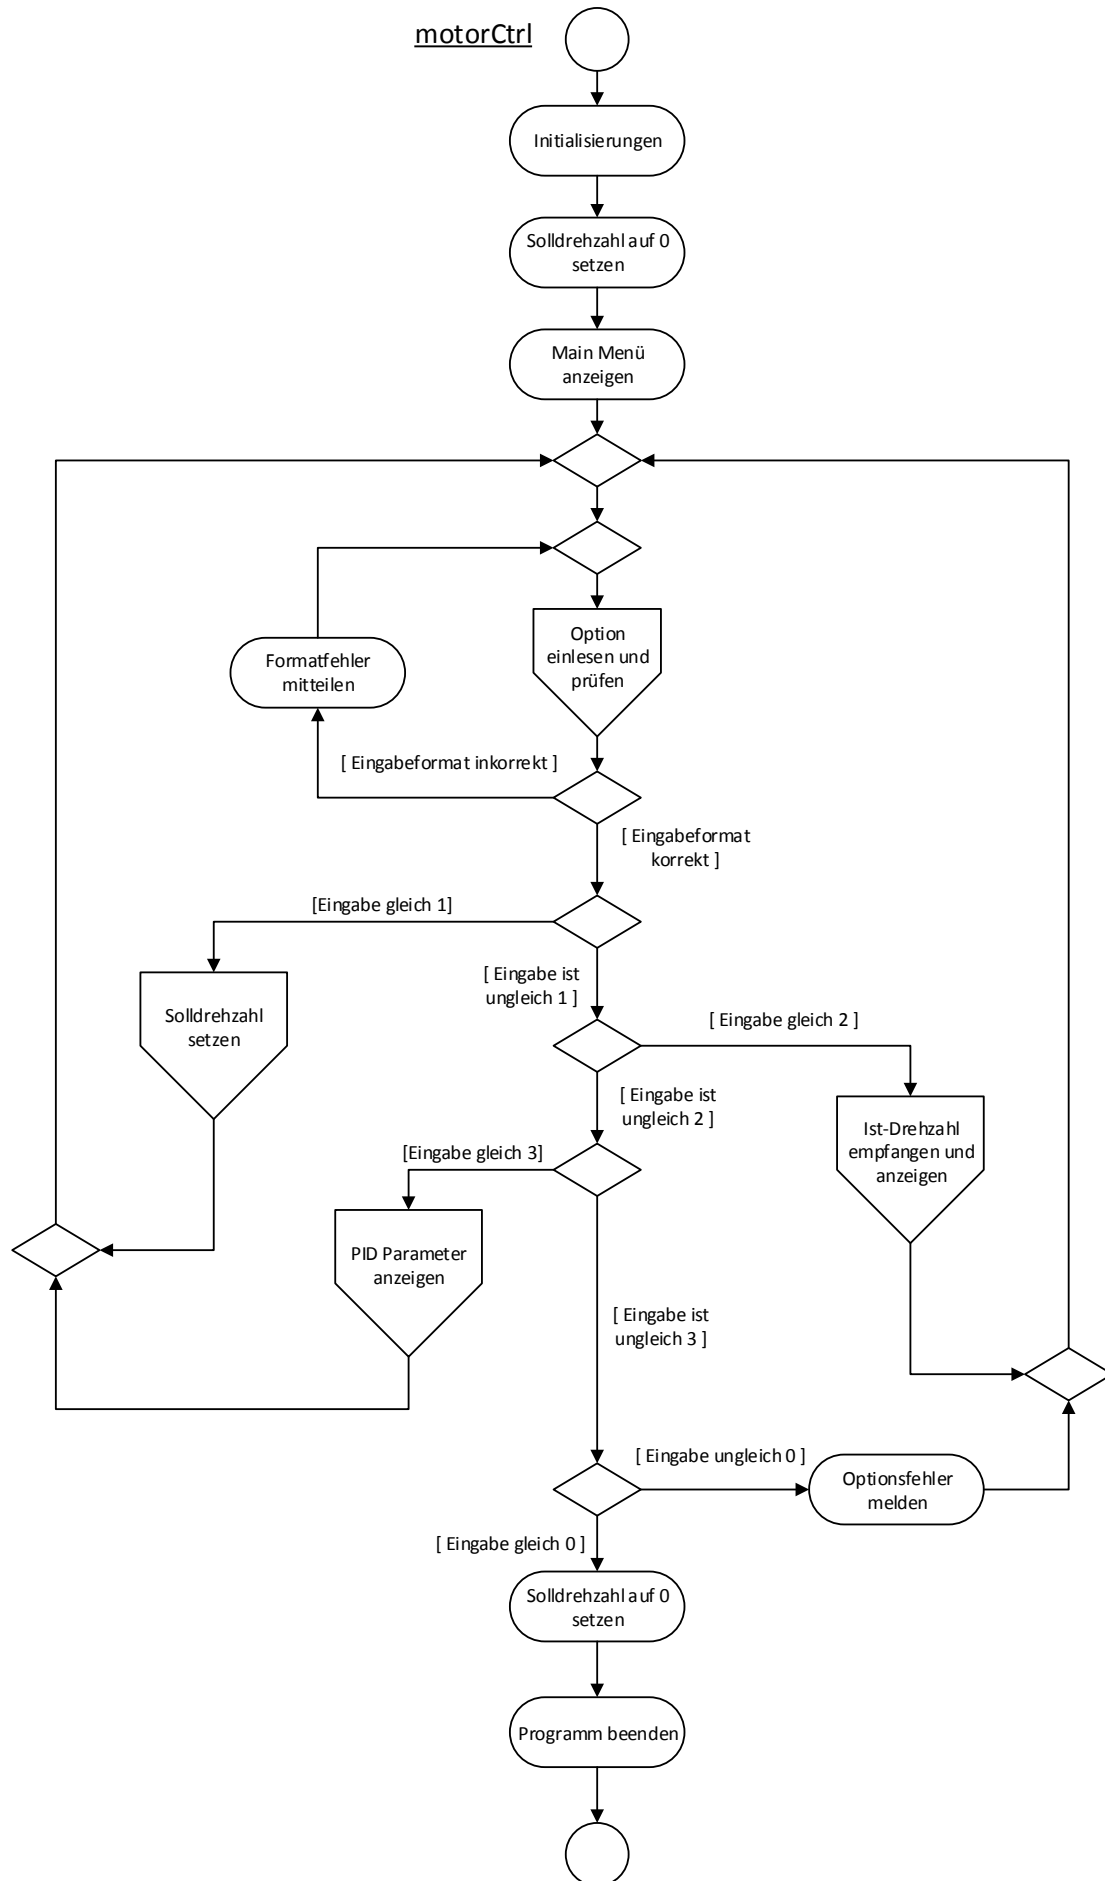 motorCtrl
Initialisierungen
Solldrehzahl auf 0
setzen
Main Menü
anzeigen
Option
einlesen und
prüfen
Formatfehler
mitteilen
[ Eingabeformat inkorrekt ]
[ Eingabeformat
korrekt ]
[Eingabe gleich 1]
[ Eingabe ist
ungleich 1 ]
Solldrehzahl
setzen
[ Eingabe gleich 2 ]
[ Eingabe ist
ungleich 2 ]
Ist-Drehzahl
empfangen und
anzeigen
[Eingabe gleich 3]
PID Parameter
anzeigen
[ Eingabe ist
ungleich 3 ]
[ Eingabe ungleich 0 ]
Optionsfehler
melden
[ Eingabe gleich 0 ]
Solldrehzahl auf 0
setzen
Programm beenden